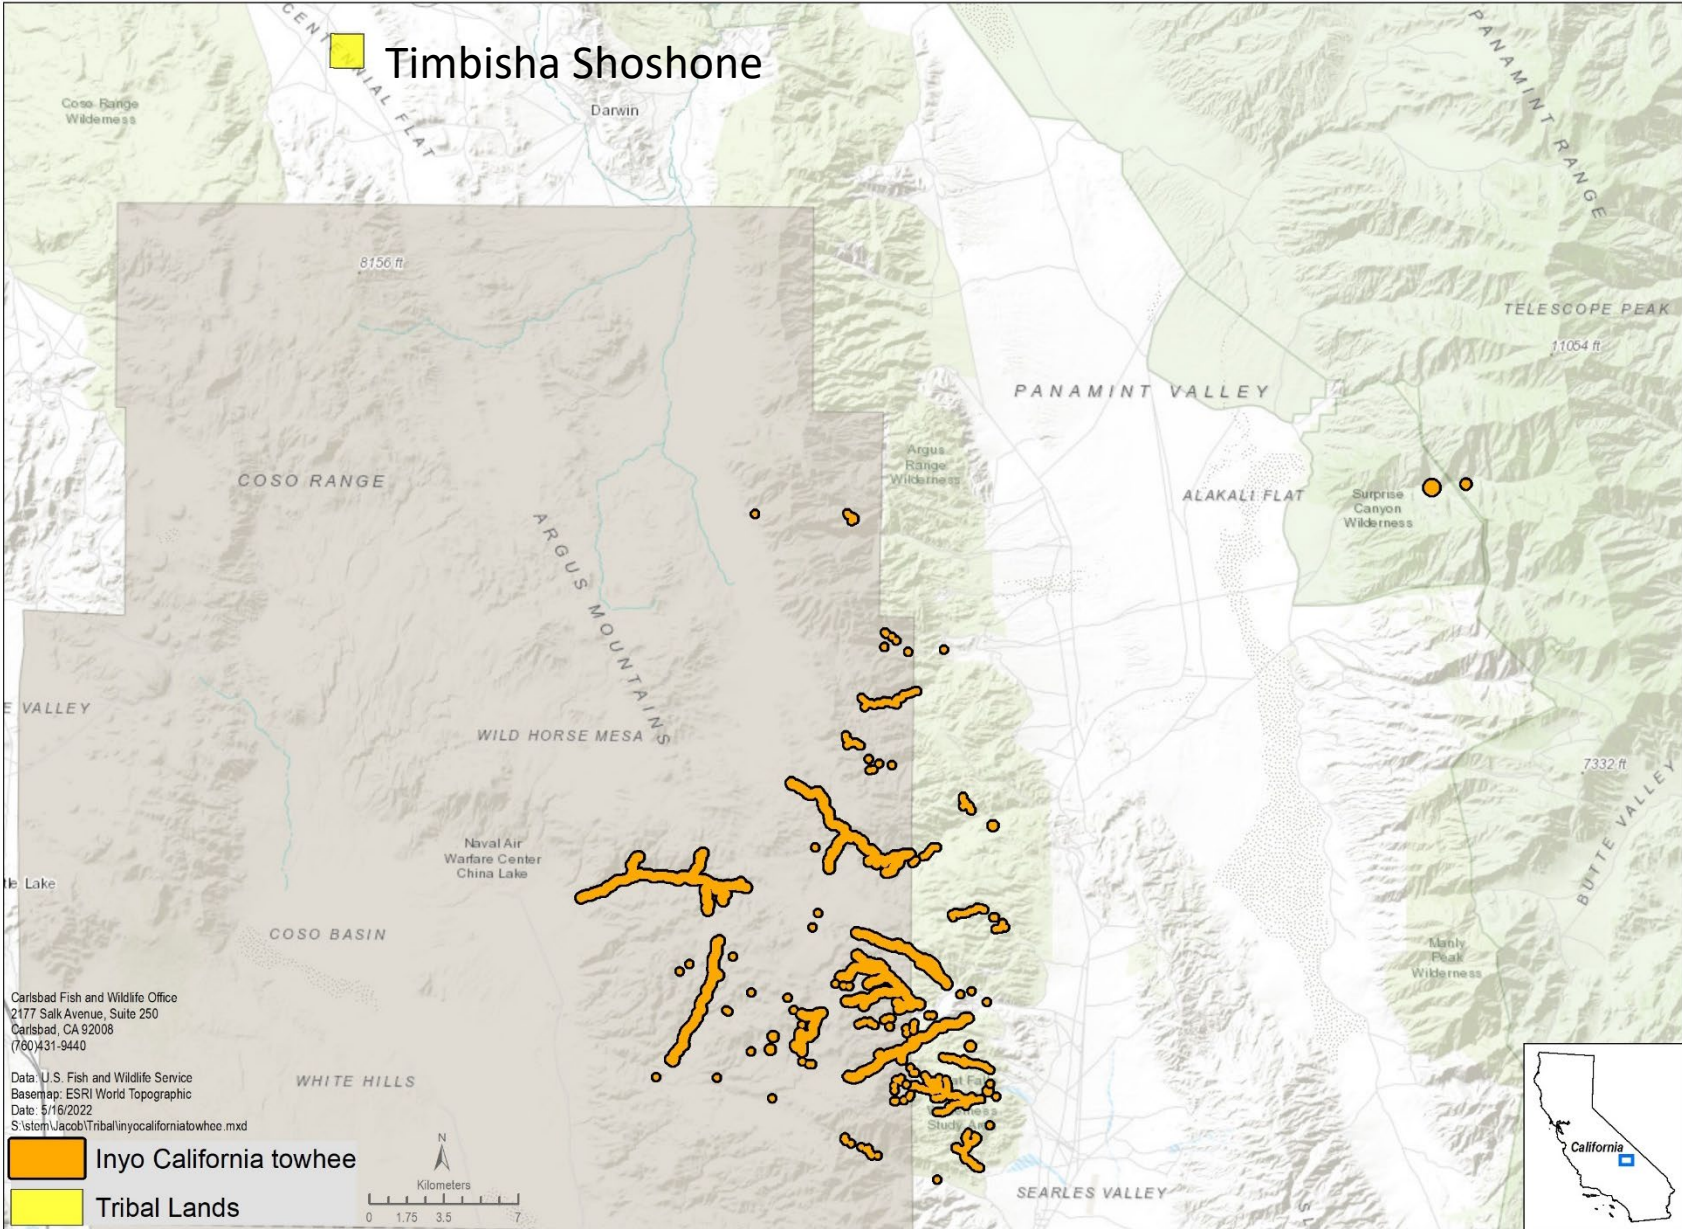 CENTENNIAL FLAT
Timbisha Shoshone
PANAMINT RANGE
Coso Range
Wilderness
Darwin
8156 ft
TELESCOPE PEAK
11054 ft
PANAMINT VALLEY
Argus
Range
Wilderness
COSO RANGE
ALAKALI FLAT
Surprise
Canyon
Wilderness
ARGUS MOUNTAINS
E VALLEY
WILD HORSE MESA
7332 ft
BUTTE VALLEY
Naval Air
Warfare Center
China Lake
tle Lake
COSO BASIN
Manly
Peak
Wilderness
Carlsbad Fish and Wildlife Office
2177 Salk Avenue, Suite 250
Carlsbad, CA 92008
(760)431-9440
WHITE HILLS
Data: U.S. Fish and Wildlife Service
Basemap: ESRI World Topographic
Date: 5/16/2022
S:\stem\Jacob\Tribal\inyocaliforniatowhee.mxd
at Fal
Study
Inyo California towhee
Tribal Lands
N
Kilometers
0 1.75 3.5 7
SEARLES VALLEY
SL
California